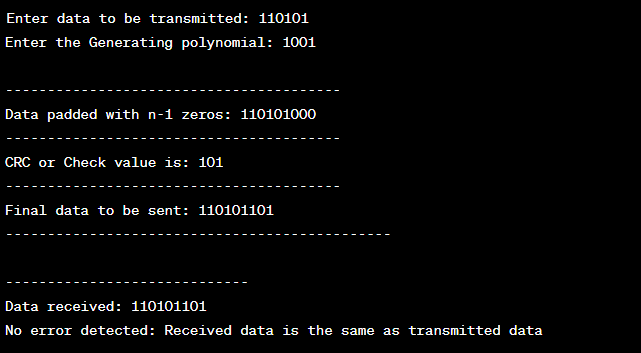 Enter data to be transmitted: 110101
Enter the Generating polynomial: 1001
----------------------------------------
Data padded with n-1 zeros: 110101000
----------------------------------------
CRC or Check value is: 101
----------------------------------------
Final data to be sent: 110101101
----------------------------------------------
-----------------------------
Data received: 110101101
No error detected: Received data is the same as transmitted data